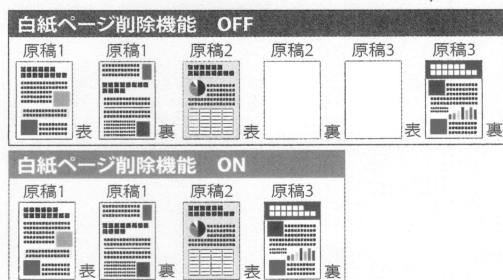 白紙ページ削除機能 OFF
原稿1 原稿1 原稿2 原稿2 原稿3 原稿3
表 裏 表 裏 表 裏
白紙ページ削除機能 ON
原稿1 原稿1 原稿2 原稿3
表 裏 表 裏